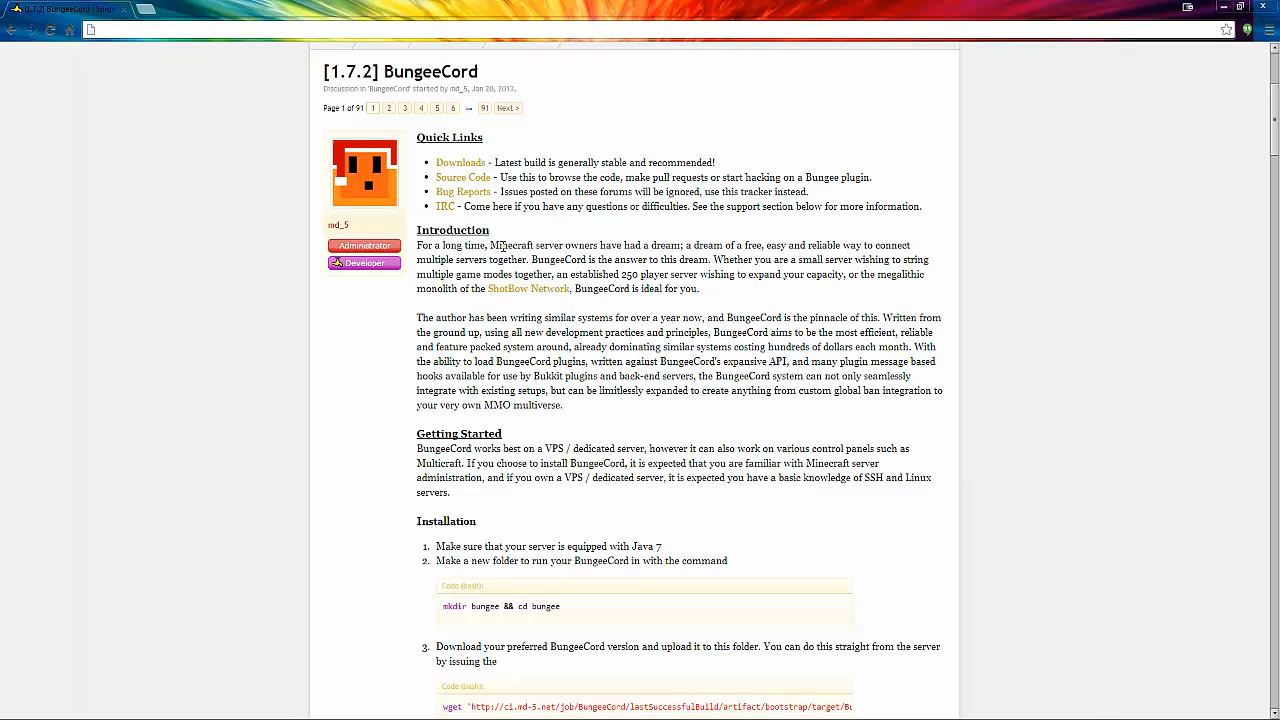 [1.7.2] BungeeCord | Spig
[1.7.2] BungeeCord
Discussion in 'BungeeCord' started by md_5, Jan 20, 2013.
Page 1 of 91 1 2 3 4 5 6 → 91 Next >
Quick Links
Downloads - Latest build is generally stable and recommended!
Source Code - Use this to browse the code, make pull requests or start hacking on a Bungee plugin.
Bug Reports - Issues posted on these forums will be ignored, use this tracker instead.
IRC - Come here if you have any questions or difficulties. See the support section below for more information.
md_5
Administrator
Developer
Introduction
For a long time, Minecraft server owners have had a dream; a dream of a free, easy and reliable way to connect
multiple servers together. BungeeCord is the answer to this dream. Whether you are a small server wishing to string
multiple game modes together, an established 250 player server wishing to expand your capacity, or the megalithic
monolith of the ShotBow Network, BungeeCord is ideal for you.
The author has been writing similar systems for over a year now, and BungeeCord is the pinnacle of this. Written from
the ground up, using all new development practices and principles, BungeeCord aims to be the most efficient, reliable
and feature packed system around, already dominating similar systems costing hundreds of dollars each month. With
the ability to load BungeeCord plugins, written against BungeeCord's expansive API, and many plugin message based
hooks available for use by Bukkit plugins and back-end servers, the BungeeCord system can not only seamlessly
integrate with existing setups, but can be limitlessly expanded to create anything from custom global ban integration to
your very own MMO multiverse.
Getting Started
BungeeCord works best on a VPS / dedicated server, however it can also work on various control panels such as
Multicraft. If you choose to install BungeeCord, it is expected that you are familiar with Minecraft server
administration, and if you own a VPS / dedicated server, it is expected you have a basic knowledge of SSH and Linux
servers.
Installation
1. Make sure that your server is equipped with Java 7
2. Make a new folder to run your BungeeCord in with the command
Code (bash):
mkdir bungee && cd bungee
3. Download your preferred BungeeCord version and upload it to this folder. You can do this straight from the server
by issuing the
Code (bash):
wget 'http://ci.md-5.net/job/BungeeCord/lastSuccessfulBuild/artifact/bootstrap/target/Bu